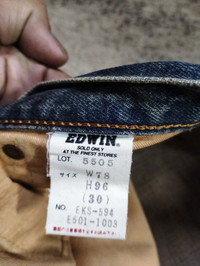 EDWIN
SOLD ONLY
AT THE FINEST STORES
LOT. 5505
サイズ W78
H96
(30)
NO. EKS-594
E501-1003